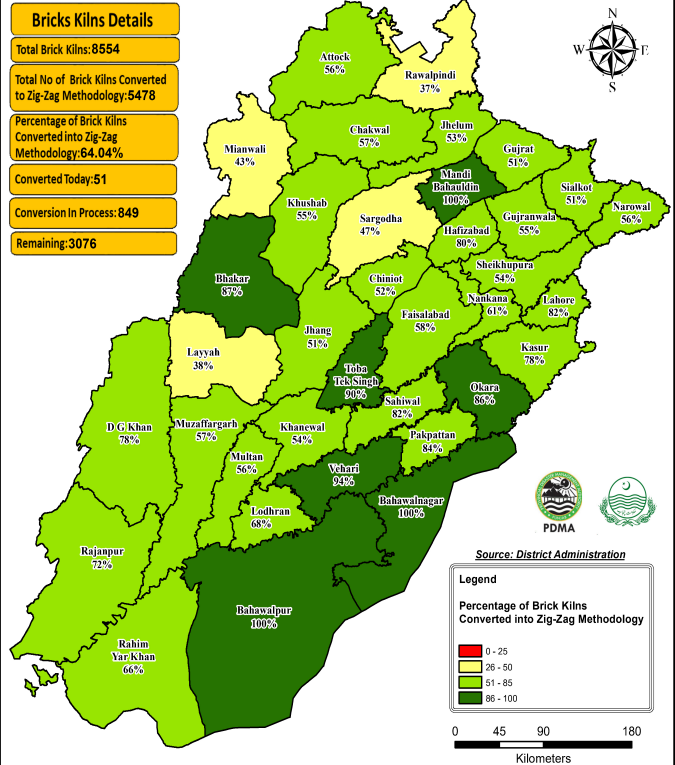 Bricks Kilns Details
Total Brick Kilns:8554
Total No of Brick Kilns Converted
to Zig-Zag Methodology:5478
Percentage of Brick Kilns
Converted into Zig-Zag
Methodology:64.04%
Converted Today:51
Conversion In Process:849
Remaining:3076
N
W
E
S
Attock
56%
Rawalpindi
37%
Chakwal
57%
Jhelum
53%
Mianwali
43%
Gujrat
51%
Mandi
Bahauldin
100%
Sialkot
51%
Narowal
56%
Khushab
55%
Sargodha
47%
Gujranwala
55%
Hafizabad
80%
Bhakar
87%
Chiniot
52%
Sheikhupura
54%
Nankana
61%
Lahore
82%
Faisalabad
58%
Jhang
51%
Kasur
78%
Layyah
38%
Toba
Tek Singh
90%
Okara
86%
Sahiwal
82%
D G Khan
78%
Muzaffargarh
57%
Khanewal
54%
Pakpattan
84%
Multan
56%
Vehari
94%
Bahawalnagar
100%
Lodhran
68%
Rajanpur
72%
Bahawalpur
100%
Rahim
Yar Khan
66%
PDMA
Source: District Administration
Legend
Percentage of Brick Kilns
Converted into Zig-Zag Methodology
0 - 25
26 - 50
51 - 85
86 - 100
0 45 90 180
Kilometers